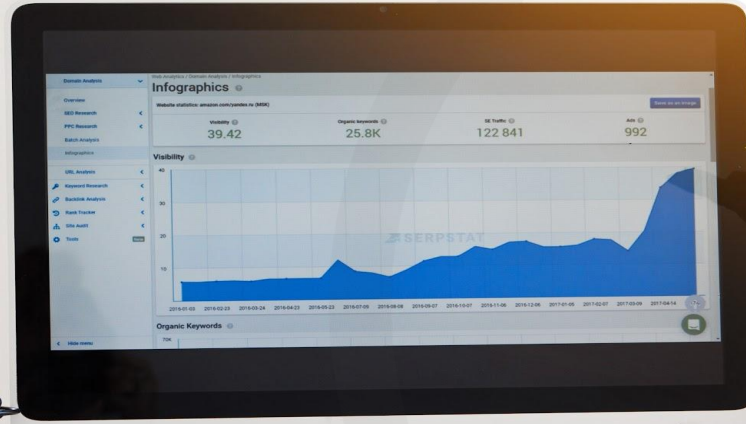 Web Analytics / Domain Analysis / Infographics
Infographics
Domain Analysis
Overview
SEO Research
PPC Research
Batch Analysis
Infographics
URL Analysis
Keyword Research
Backlink Analysis
Rank Tracker
Site Audit
Tools
Hide menu
Website statistics: amazon.com/yandex.ru (MSK)
Show as an image
Visibility
39.42
Organic keywords
25.8K
SE Traffic
122 841
Ads
992
Visibility
40
30
20
10
SERPSTAT
2016-01-03 2016-02-23 2016-03-24 2016-04-23 2016-05-23 2016-07-09 2016-08-08 2016-09-07 2016-10-07 2016-11-06 2016-12-06 2017-01-05 2017-02-07 2017-03-09 2017-04-14
Organic Keywords
70K